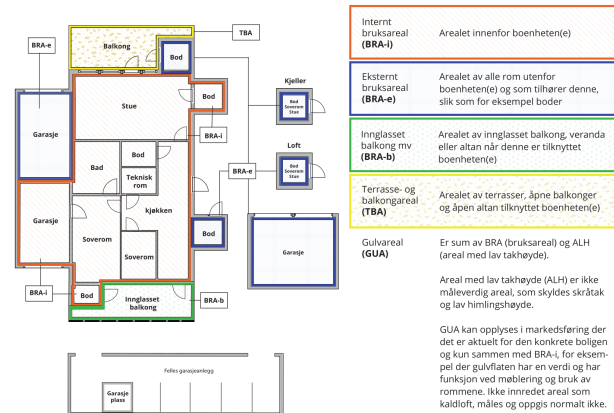 BRA-e
Balkong
TBA
Bod
Kjeller
Bod
Soverom
Stue
Stue
Bod
BRA-i
Garasje
Bad
Bod
Teknisk
rom
Loft
Bod
Soverom
Stue
BRA-e
Garasje
kjøkken
Bod
Soverom
Soverom
Garasje
BRA-i
Bod
Innglasset
balkong
BRA-b
Felles garasjeanlegg
Garasje
plass
Internt
bruksareal
(BRA-i)
Arealet innenfor boenheten(e)
Eksternt
bruksareal
(BRA-e)
Arealet av alle rom utenfor
boenheten(e) og som tilhører denne,
slik som for eksempel boder
Innglasset
balkong mv
(BRA-b)
Arealet av innglasset balkong, veranda
eller altan når denne er tilknyttet
boenheten(e)
Terrasse- og
balkongareal
(TBA)
Arealet av terrasser, åpne balkonger
og åpen altan tilknyttet boenheten(e)
Gulvareal
(GUA)
Er sum av BRA (bruksareal) og ALH
(areal med lav takhøyde).
Areal med lav takhøyde (ALH) er ikke
måleverdig areal, som skyldes skråtak
og lav himlingshøyde.
GUA kan opplyses i markedsføring der
det er aktuelt for den konkrete boligen
og kun sammen med BRA-i, for eksem-
pel der gulvflaten har en verdi og har
funksjon ved møblering og bruk av
rommene. Ikke innredet areal som
kaldloft, måles og oppgis normalt ikke.